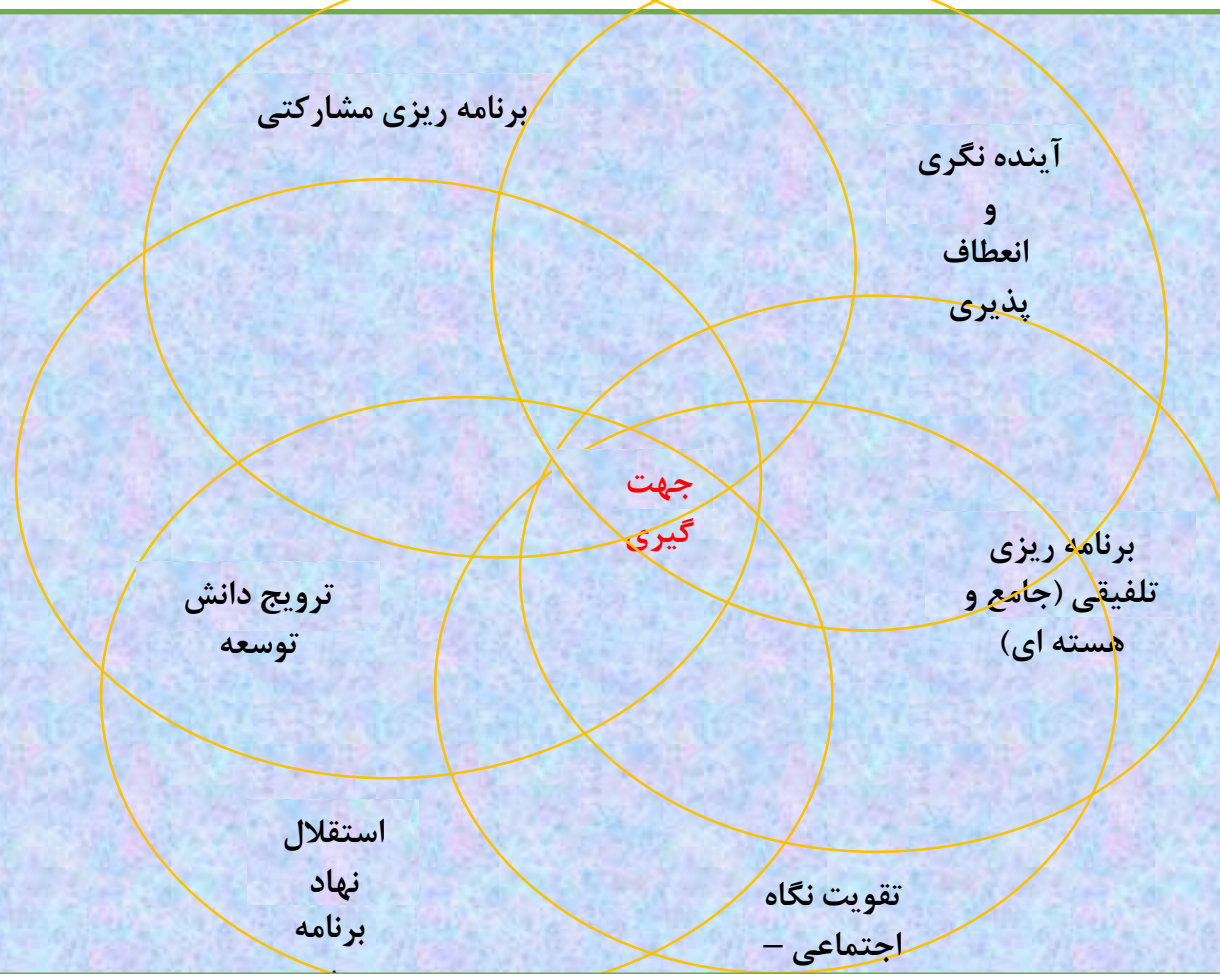 برنامه ریزی مشارکتی
آینده نگری
و
انعطاف
پذیری
جهت
گیری
برنامه ریزی
تلفیقی (جامع و
هسته ای)
ترویج دانش
توسعه
استقلال
نهاد
برنامه
تقویت نگاه
اجتماعی –